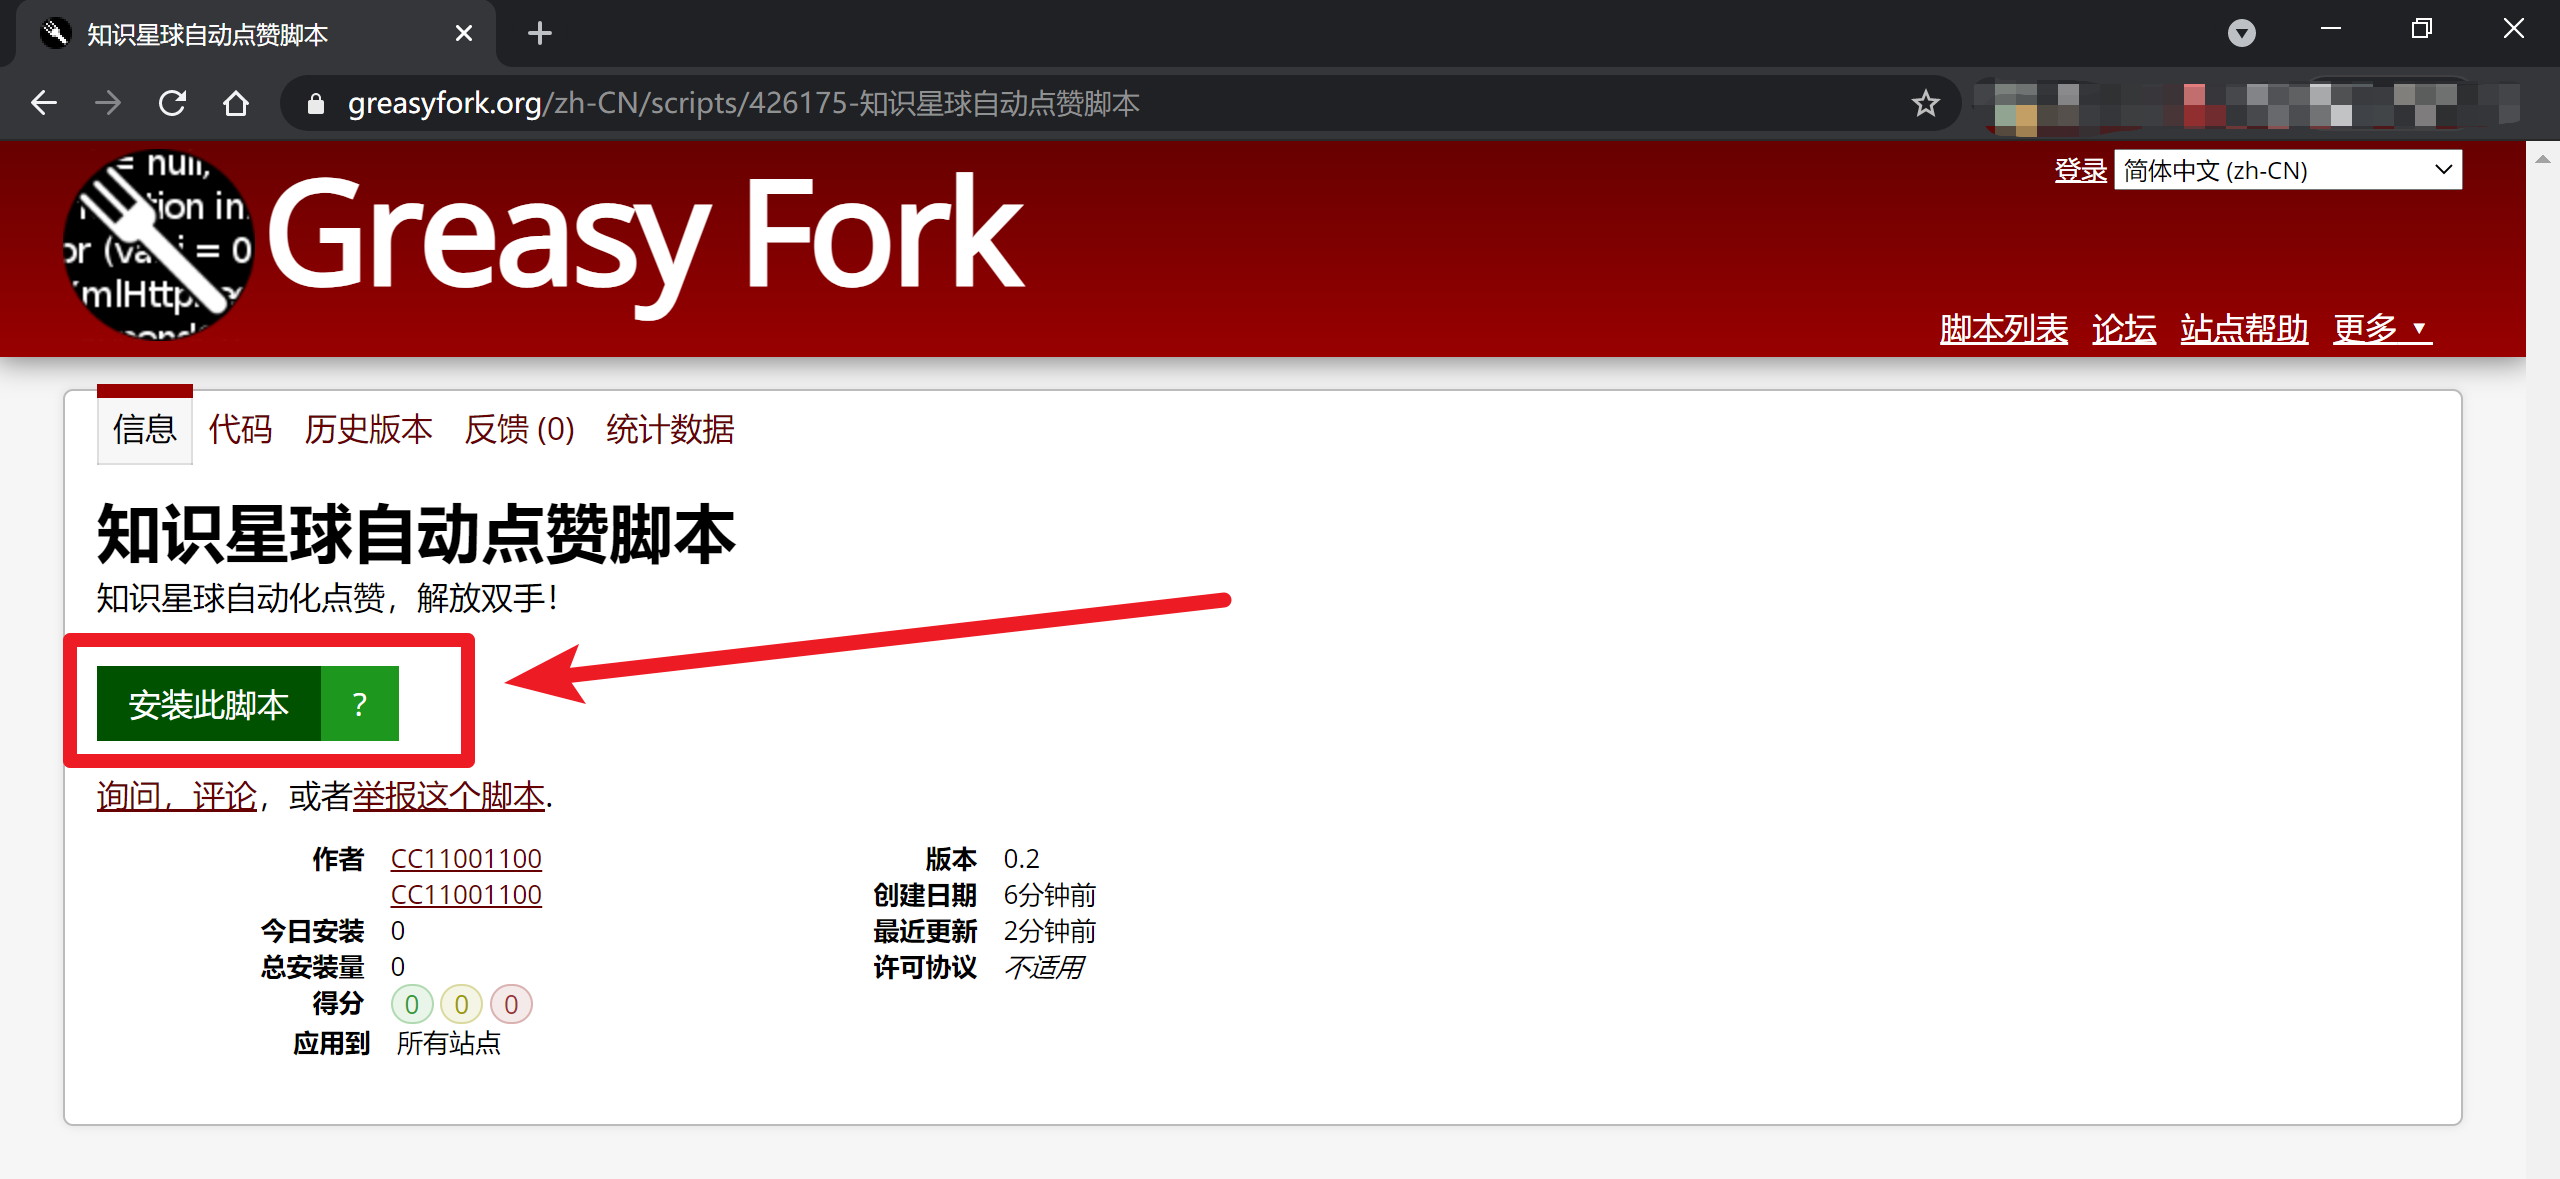 知识星球自动点赞脚本
greasyfork.org/zh-CN/scripts/426175-知识星球自动点赞脚本
= null,
tion in
or (va i = 0
mlHttp
Greasy Fork
登录 简体中文 (zh-CN)
脚本列表 论坛 站点帮助 更多 ▼
信息 代码 历史版本 反馈 (0) 统计数据
知识星球自动点赞脚本
知识星球自动化点赞，解放双手！
安装此脚本 ?
询问，评论，或者举报这个脚本.
作者 CC11001100
CC11001100
今日安装 0
总安装量 0
得分 0 0 0
应用到 所有站点
版本 0.2
创建日期 6分钟前
最近更新 2分钟前
许可协议 不适用